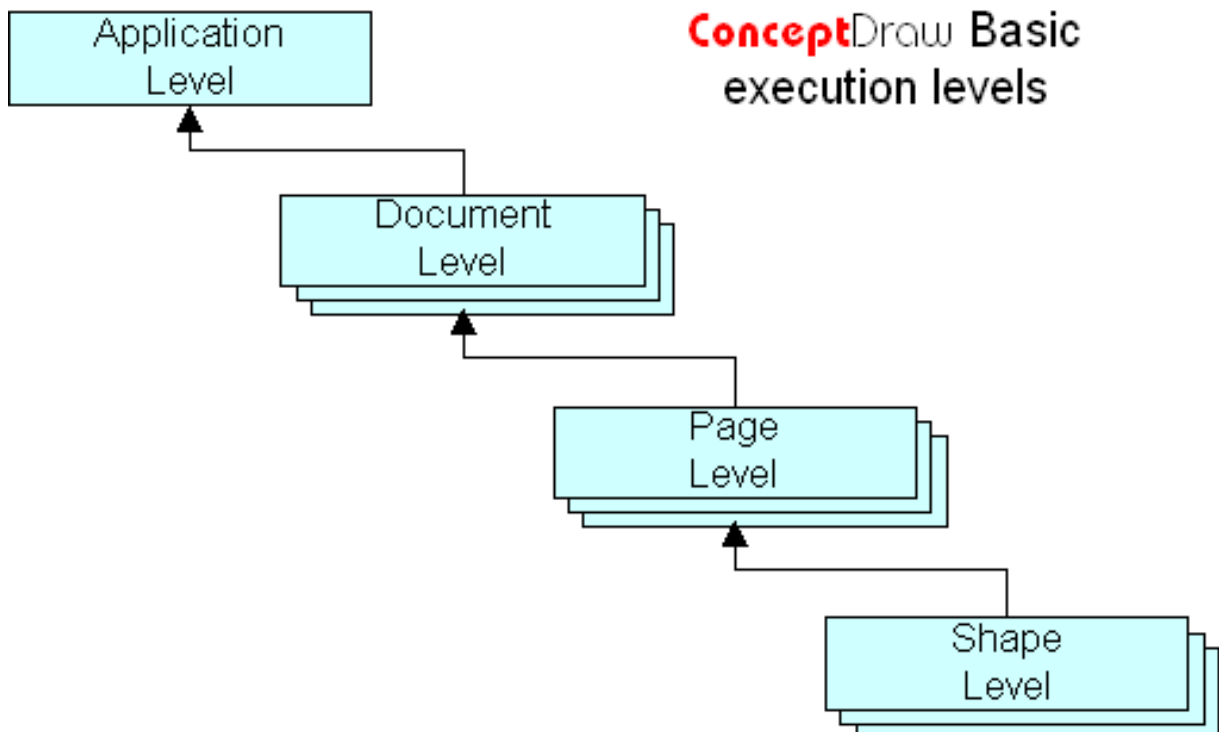 Application
Level
ConceptDraw Basic
execution levels
Document
Level
Page
Level
Shape
Level